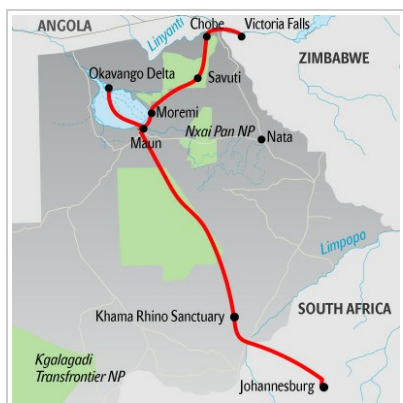 ANGOLA
Linyanti
Chobe
Victoria Falls
ZIMBABWE
Okavango Delta
Savuti
Moremi
Nxai Pan NP
Nata
Maun
Limpopo
SOUTH AFRICA
Khama Rhino Sanctuary
Kgalagadi
Transfrontier NP
Johannesburg